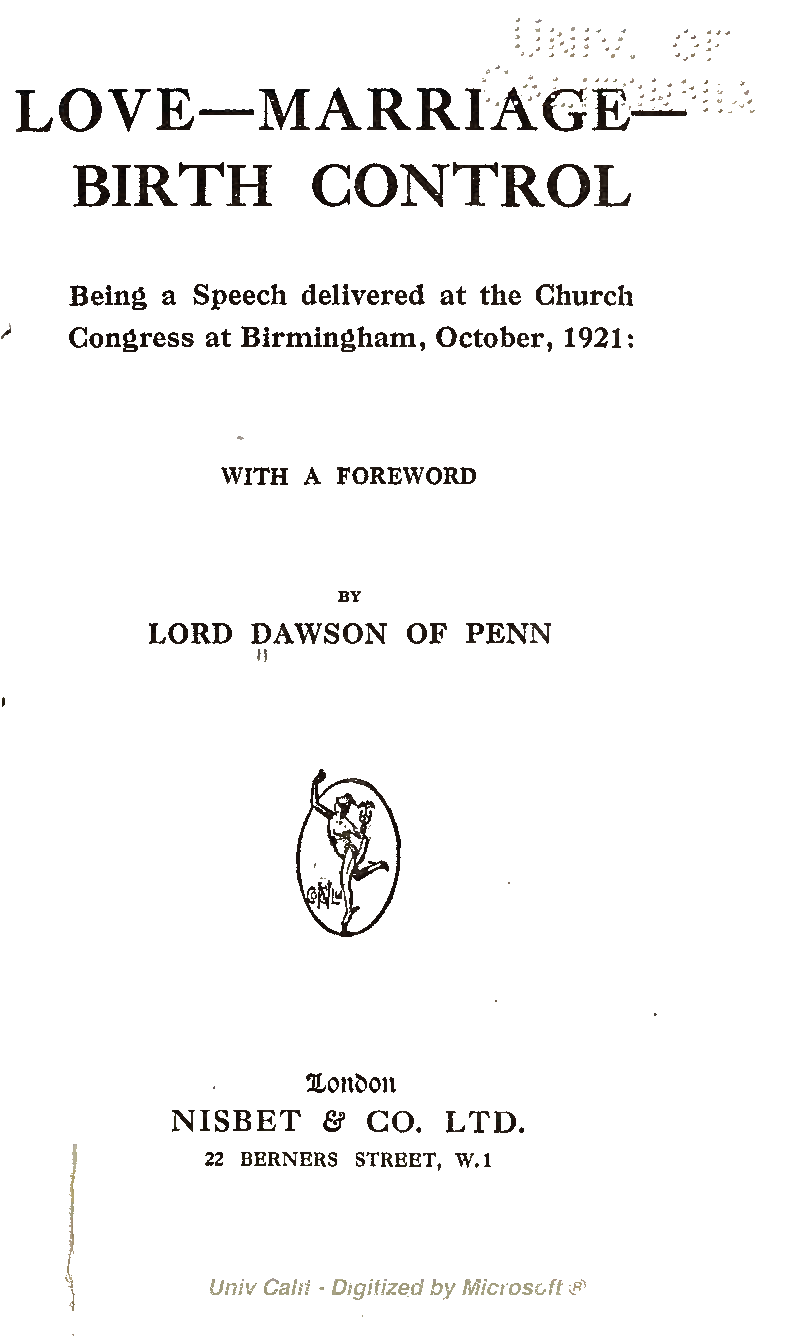 UNIV. OF
CALIFORNIA
LOVE—MARRIAGE—
BIRTH CONTROL
Being a Speech delivered at the Church
Congress at Birmingham, October, 1921:
WITH A FOREWORD
BY
LORD DAWSON OF PENN
London
NISBET & CO. LTD.
22 BERNERS STREET, W.1
Univ Calif - Digitized by Microsoft ®